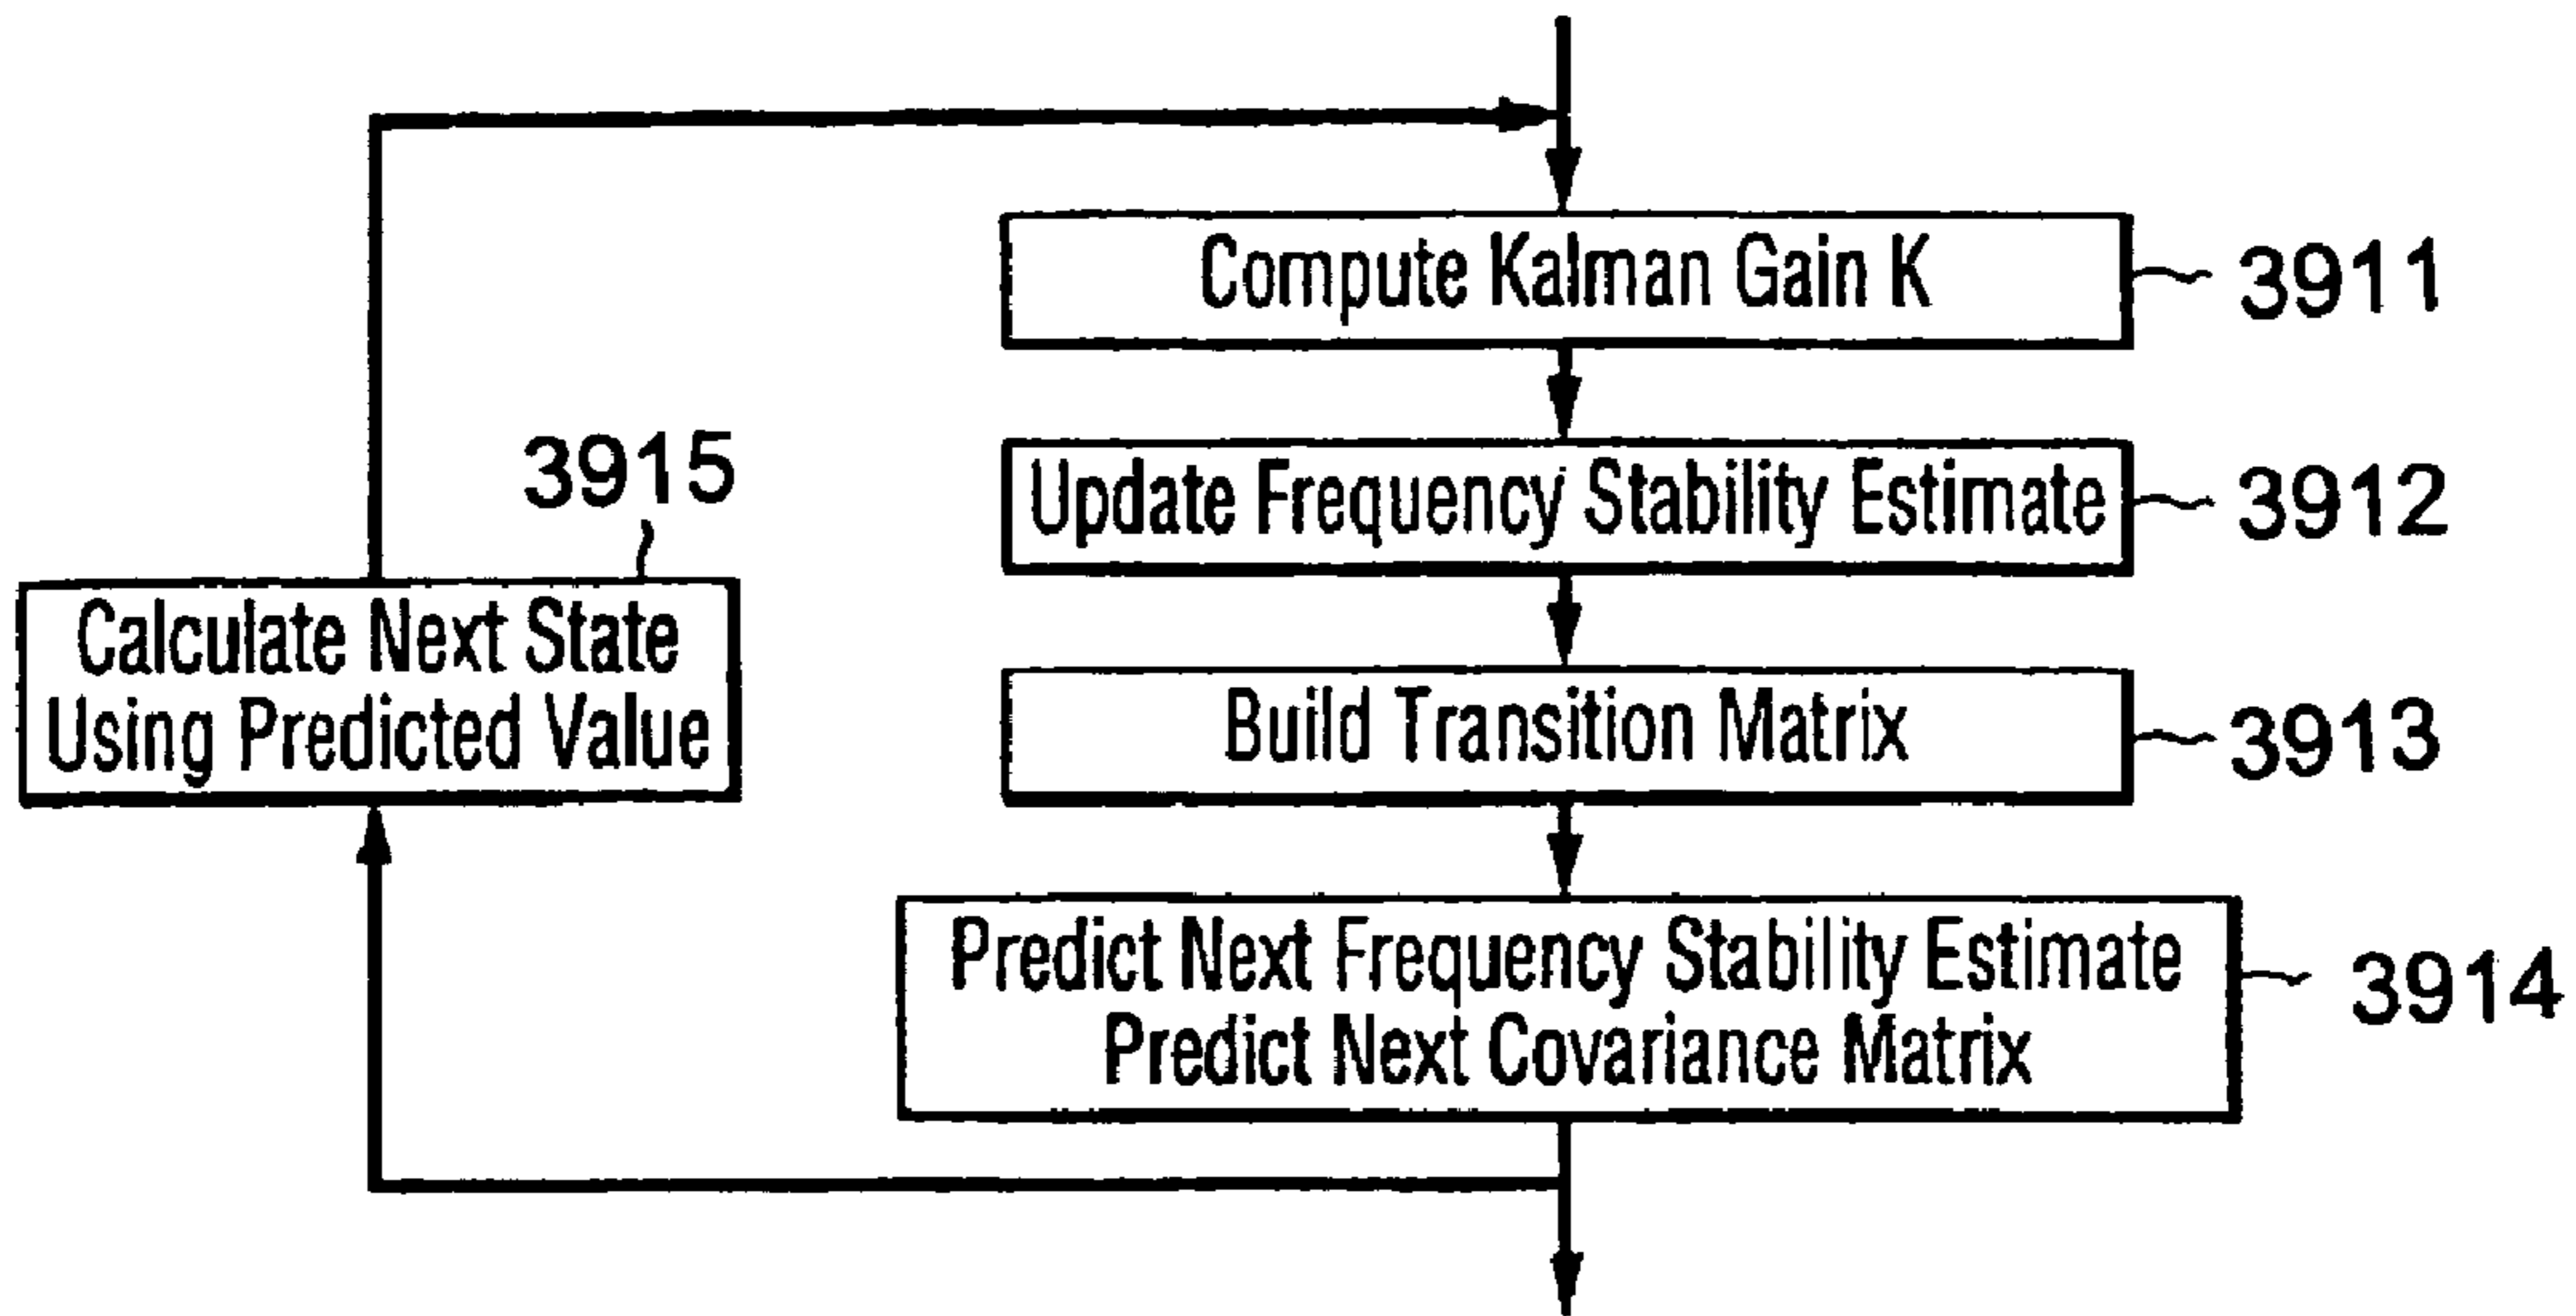 Compute Kalman Gain K
3911
Update Frequency Stability Estimate
3912
3915
Calculate Next State
Using Predicted Value
Build Transition Matrix
3913
Predict Next Frequency Stability Estimate
Predict Next Covariance Matrix
3914